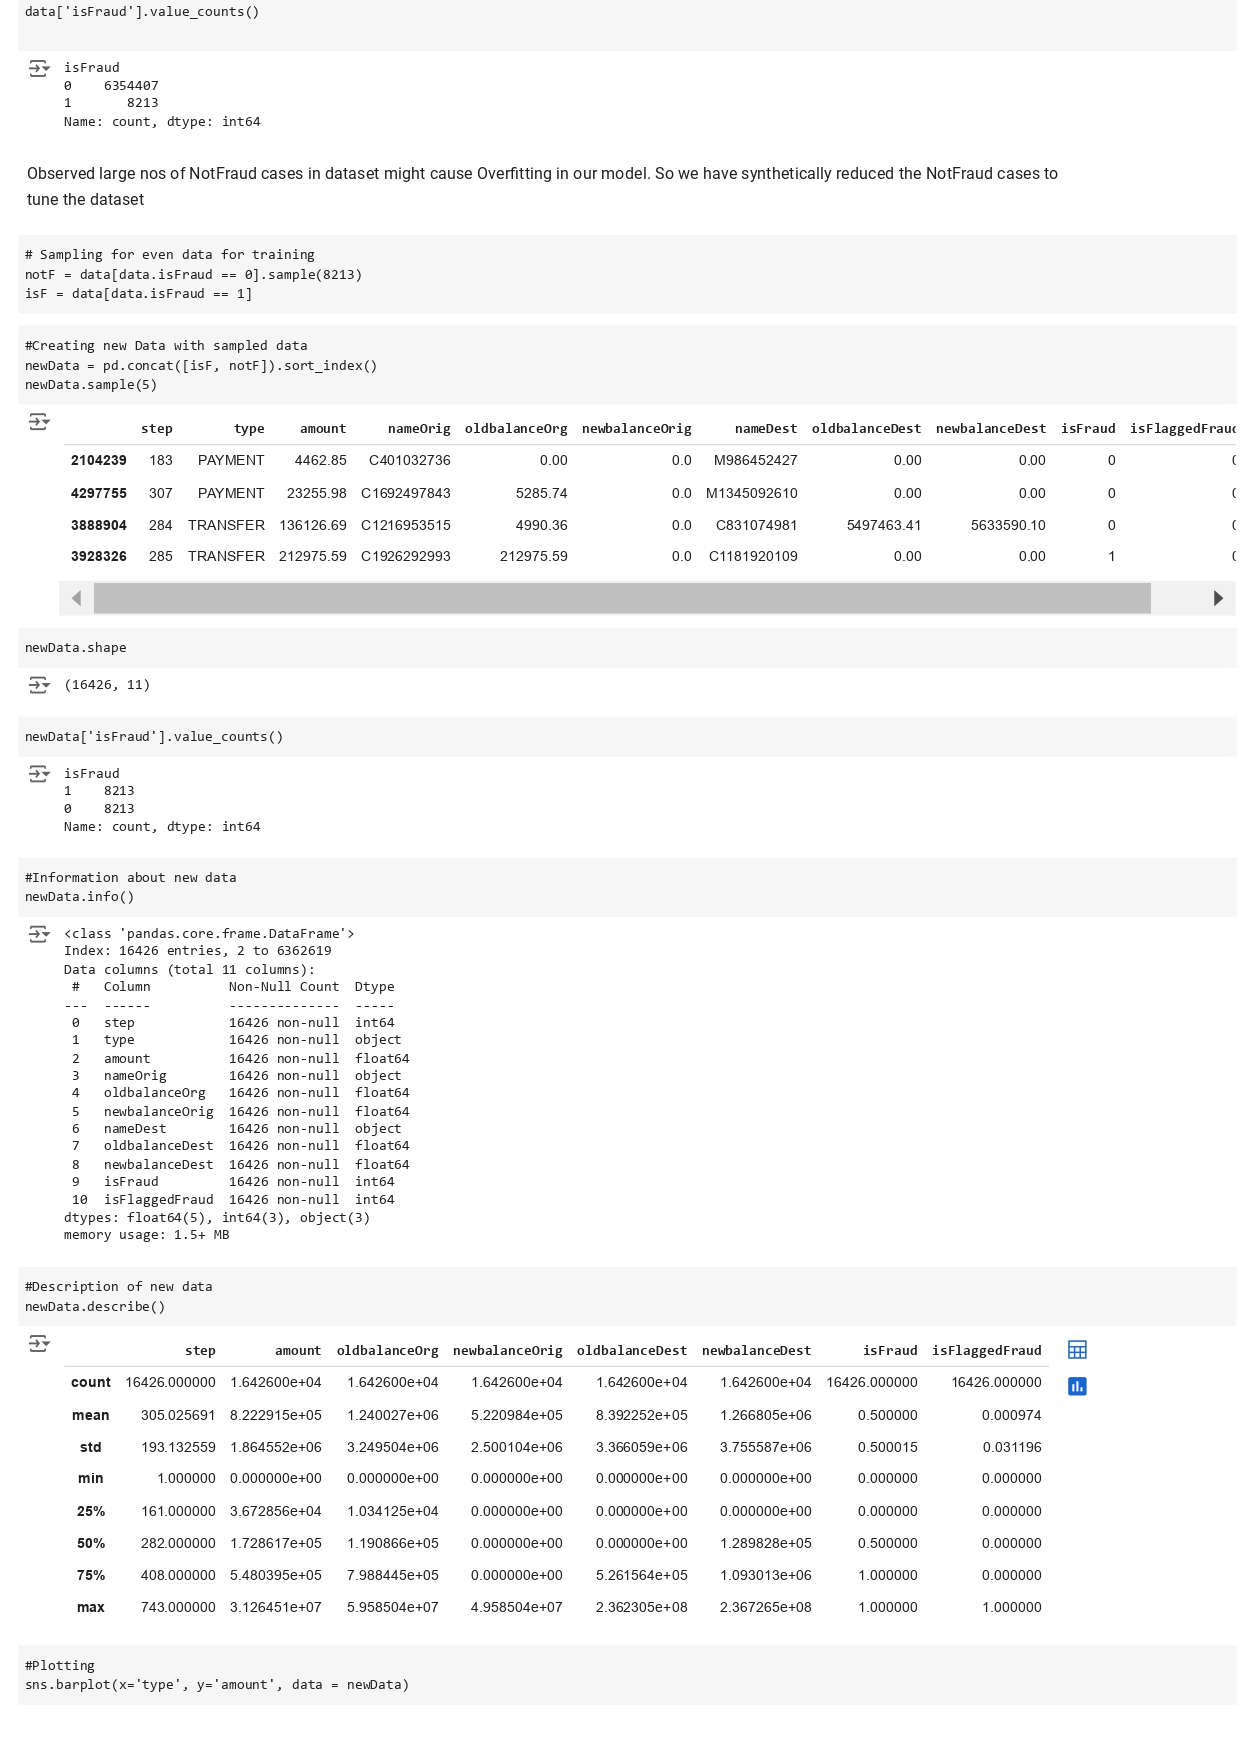 data['isFraud'].value_counts()
isFraud
0    6354407
1       8213
Name: count, dtype: int64
Observed large nos of NotFraud cases in dataset might cause Overfitting in our model. So we have synthetically reduced the NotFraud cases to
tune the dataset
# Sampling for even data for training
notF = data[data.isFraud == 0].sample(8213)
isF = data[data.isFraud == 1]
#Creating new Data with sampled data
newData = pd.concat([isF, notF]).sort_index()
newData.sample(5)
step type amount nameOrig oldbalanceOrg newbalanceOrig nameDest oldbalanceDest newbalanceDest isFraud isFlaggedFraud
2104239 183 PAYMENT 4462.85 C401032736 0.00 0.0 M986452427 0.00 0.00 0 0
4297755 307 PAYMENT 23255.98 C1692497843 5285.74 0.0 M1345092610 0.00 0.00 0 0
3888904 284 TRANSFER 136126.69 C1216953515 4990.36 0.0 C831074981 5497463.41 5633590.10 0 0
3928326 285 TRANSFER 212975.59 C1926292993 212975.59 0.0 C1181920109 0.00 0.00 1 0
newData.shape
(16426, 11)
newData['isFraud'].value_counts()
isFraud
1    8213
0    8213
Name: count, dtype: int64
#Information about new data
newData.info()
<class 'pandas.core.frame.DataFrame'>
Index: 16426 entries, 2 to 6362619
Data columns (total 11 columns):
 #   Column          Non-Null Count  Dtype
---  ------          --------------  -----
 0   step            16426 non-null  int64
 1   type            16426 non-null  object
 2   amount          16426 non-null  float64
 3   nameOrig        16426 non-null  object
 4   oldbalanceOrg   16426 non-null  float64
 5   newbalanceOrig  16426 non-null  float64
 6   nameDest        16426 non-null  object
 7   oldbalanceDest  16426 non-null  float64
 8   newbalanceDest  16426 non-null  float64
 9   isFraud         16426 non-null  int64
 10  isFlaggedFraud  16426 non-null  int64
dtypes: float64(5), int64(3), object(3)
memory usage: 1.5+ MB
#Description of new data
newData.describe()
step amount oldbalanceOrg newbalanceOrig oldbalanceDest newbalanceDest isFraud isFlaggedFraud
count 16426.000000 1.642600e+04 1.642600e+04 1.642600e+04 1.642600e+04 1.642600e+04 16426.000000 16426.000000
mean 305.025691 8.222915e+05 1.240027e+06 5.220984e+05 8.392252e+05 1.266805e+06 0.500000 0.000974
std 193.132559 1.864552e+06 3.249504e+06 2.500104e+06 3.366059e+06 3.755587e+06 0.500015 0.031196
min 1.000000 0.000000e+00 0.000000e+00 0.000000e+00 0.000000e+00 0.000000e+00 0.000000 0.000000
25% 161.000000 3.672856e+04 1.034125e+04 0.000000e+00 0.000000e+00 0.000000e+00 0.000000 0.000000
50% 282.000000 1.728617e+05 1.190866e+05 0.000000e+00 0.000000e+00 1.289828e+05 0.500000 0.000000
75% 408.000000 5.480395e+05 7.988445e+05 0.000000e+00 5.261564e+05 1.093013e+06 1.000000 0.000000
max 743.000000 3.126451e+07 5.958504e+07 4.958504e+07 2.362305e+08 2.367265e+08 1.000000 1.000000
#Plotting
sns.barplot(x='type', y='amount', data = newData)